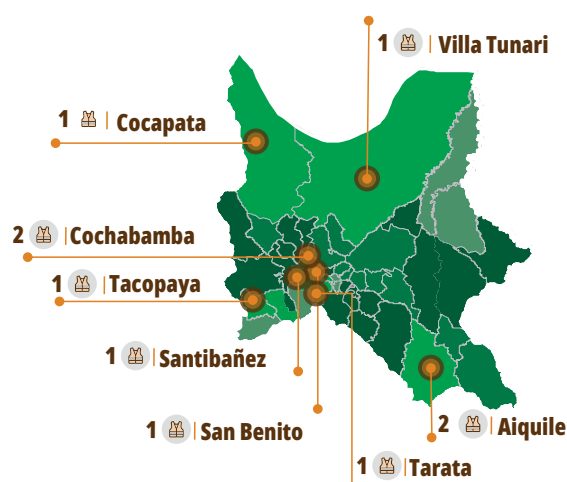 1 Villa Tunari
1 Cocapata
2 Cochabamba
1 Tacopaya
1 Santibañez
1 San Benito
2 Aiquile
1 Tarata